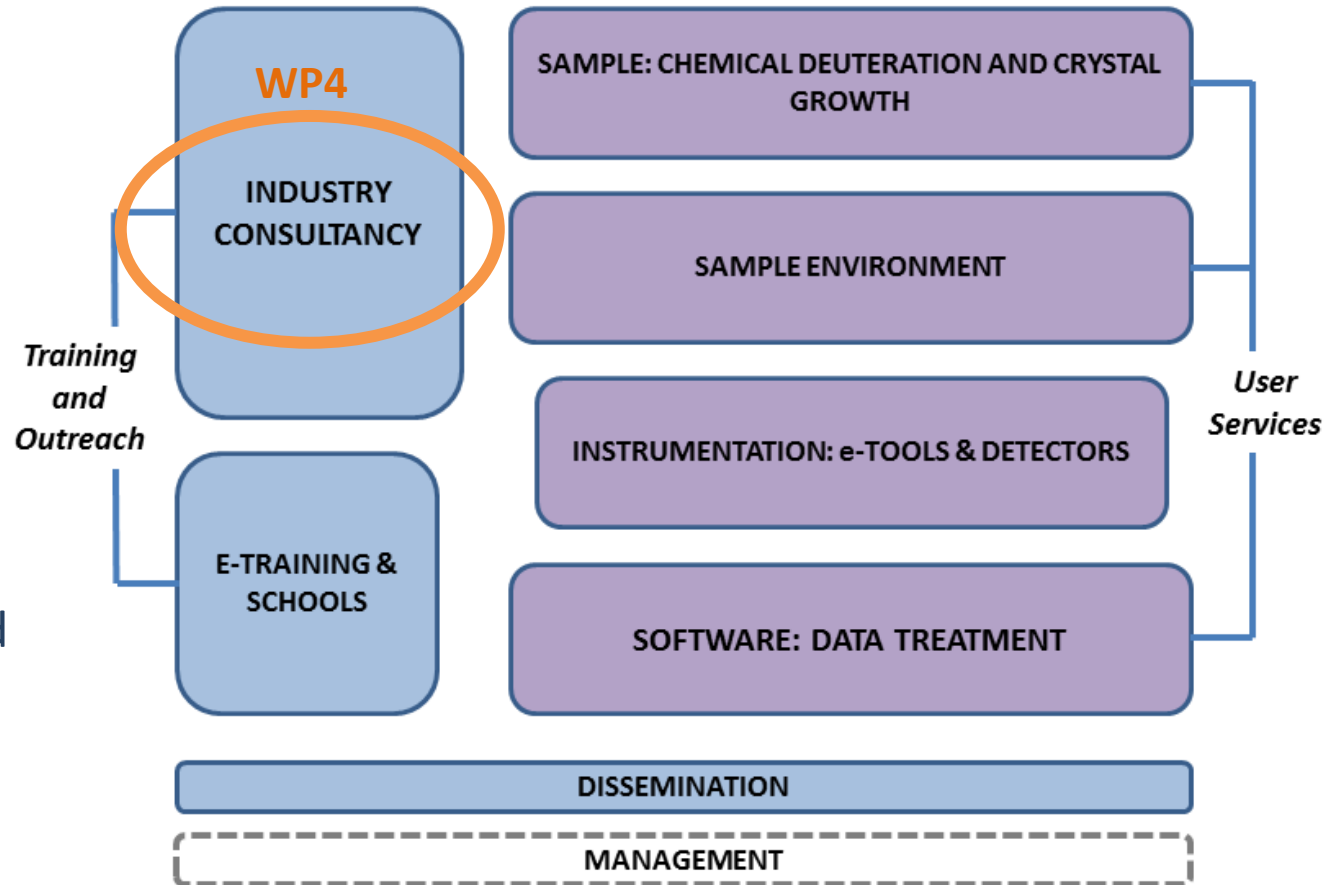 WP4
INDUSTRY
CONSULTANCY
Training
and
Outreach
E-TRAINING &
SCHOOLS
SAMPLE: CHEMICAL DEUTERATION AND CRYSTAL
GROWTH
SAMPLE ENVIRONMENT
INSTRUMENTATION: e-TOOLS & DETECTORS
SOFTWARE: DATA TREATMENT
User
Services
DISSEMINATION
MANAGEMENT